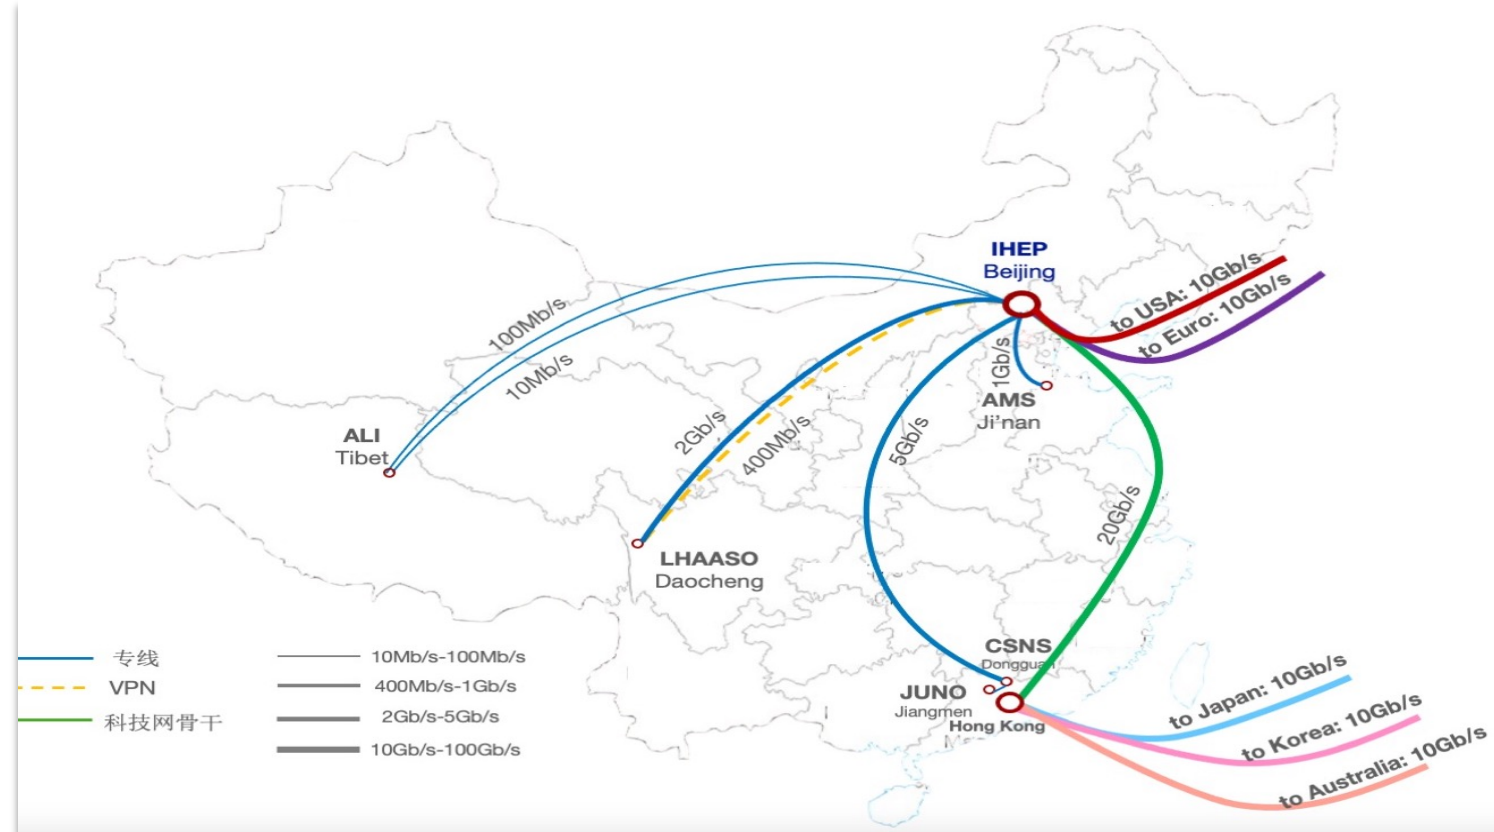 IHEP
Beijing
to USA: 10Gb/s
to Euro: 10Gb/s
100Mb/s
10Mb/s
1Gb/s
AMS
Ji'nan
2Gb/s
400Mb/s
5Gb/s
ALI
Tibet
20Gb/s
LHAASO
Daocheng
CSNS
Dongguan
JUNO
Jiangmen
Hong Kong
to Japan: 10Gb/s
to Korea: 10Gb/s
to Australia: 10Gb/s
专线
VPN
科技网骨干
10Mb/s-100Mb/s
400Mb/s-1Gb/s
2Gb/s-5Gb/s
10Gb/s-100Gb/s